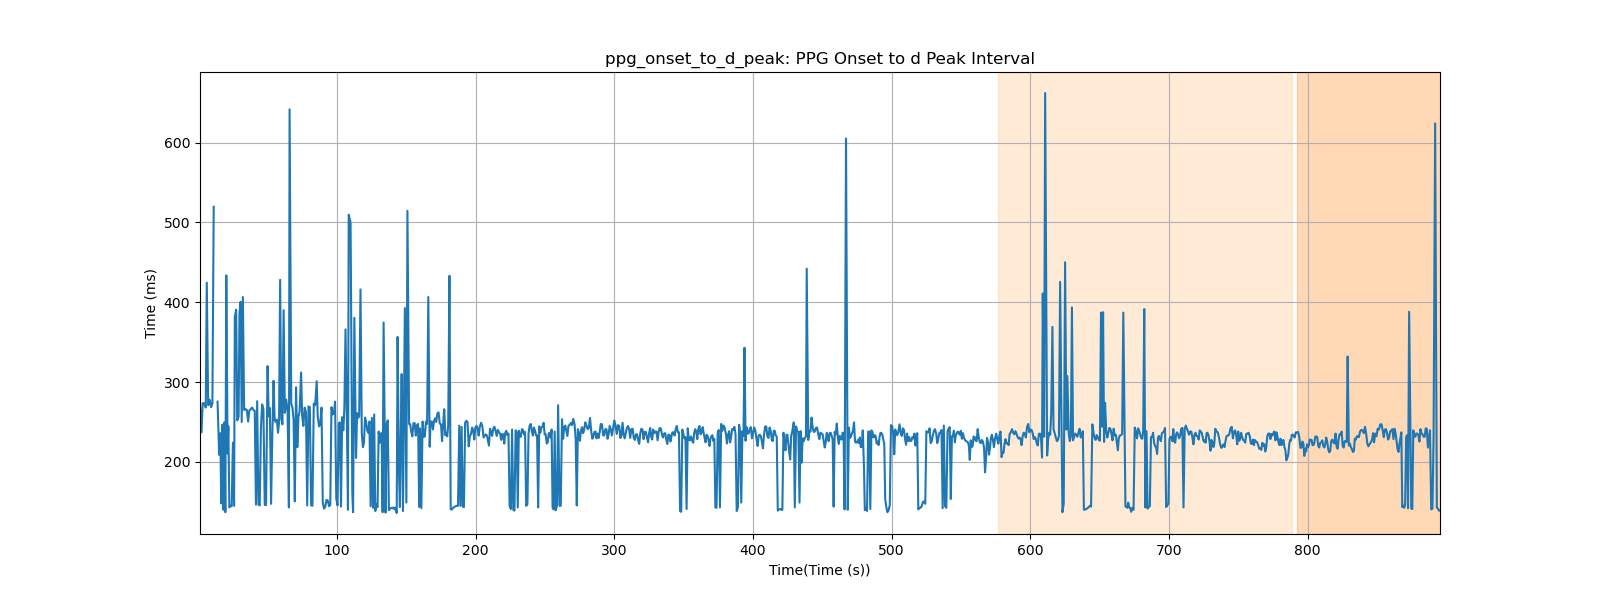 ppg_onset_to_d_peak: PPG Onset to d Peak Interval
600
500
400
300
200
Time (ms)
100 200 300 400 500 600 700 800
Time(Time (s))